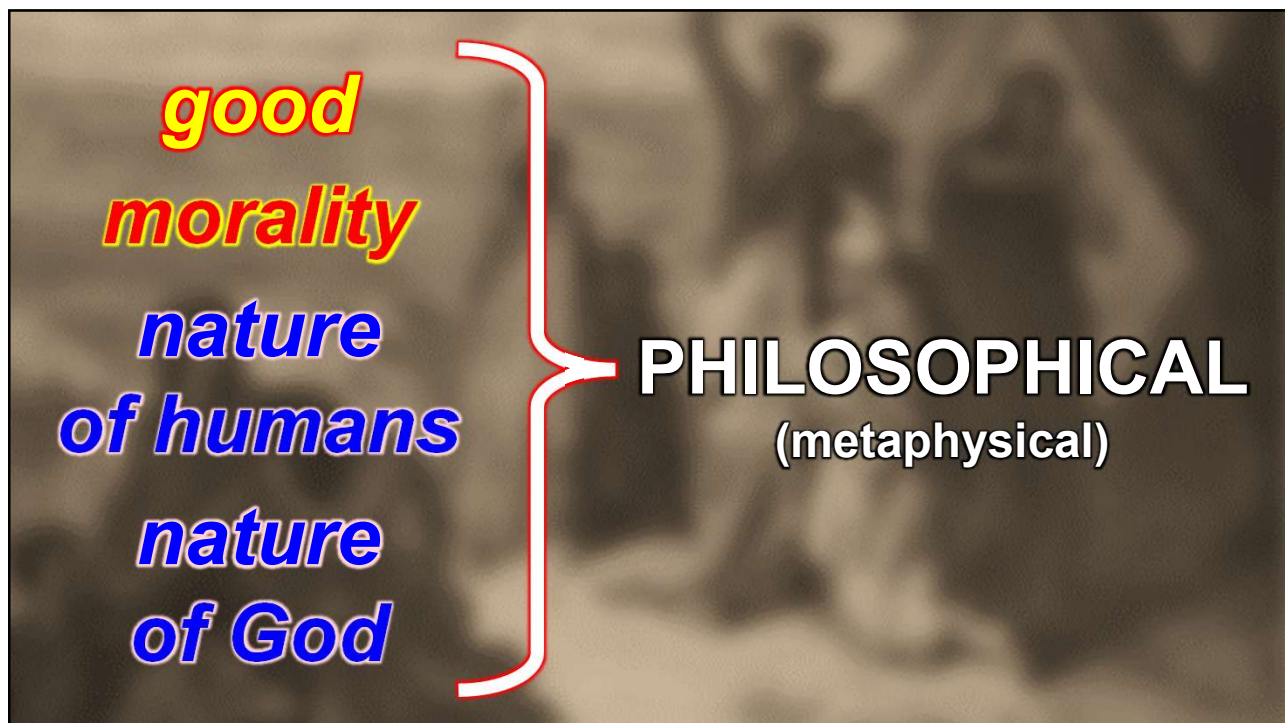 good
morality
nature
of humans
nature
of God
PHILOSOPHICAL
(metaphysical)